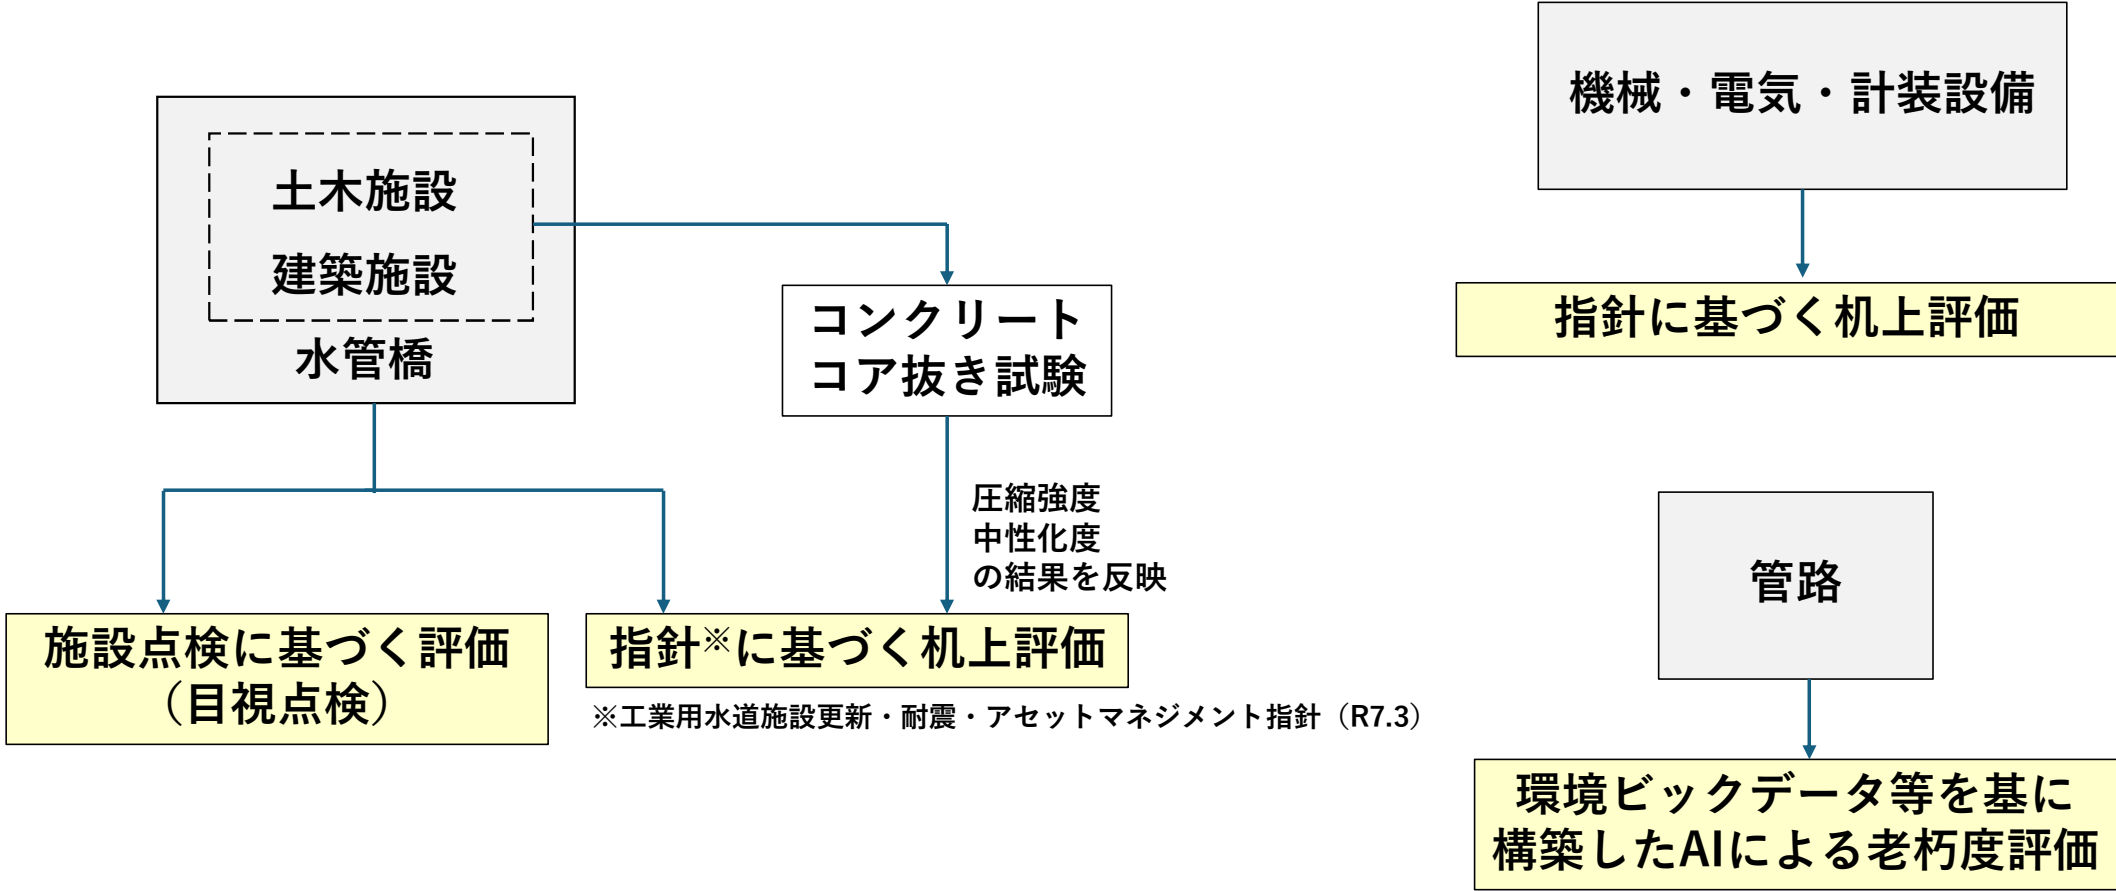 土木施設
建築施設
水管橋
コンクリート
コア抜き試験
圧縮強度
中性化度
の結果を反映
施設点検に基づく評価
（目視点検）
指針※に基づく机上評価
※工業用水道施設更新・耐震・アセットマネジメント指針（R7.3）
機械・電気・計装設備
指針に基づく机上評価
管路
環境ビックデータ等を基に
構築したAIによる老朽度評価